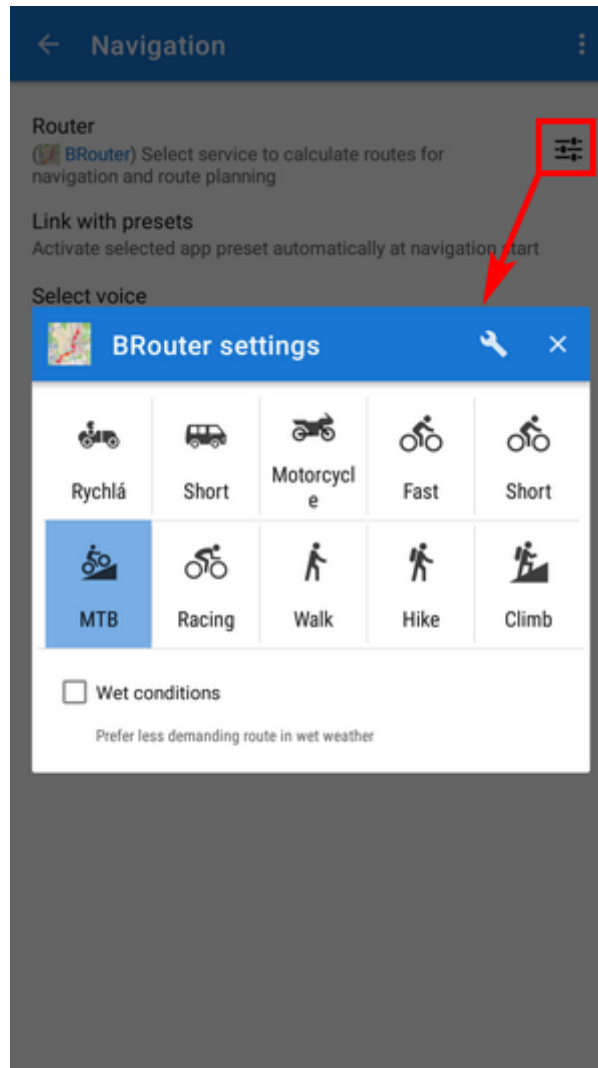 Navigation
Router
(BRouter) Select service to calculate routes for
navigation and route planning
Link with presets
Activate selected app preset automatically at navigation start
Select voice
BRouter settings
Rychlá
Short
Motorcycl
e
Fast
Short
MTB
Racing
Walk
Hike
Climb
Wet conditions
Prefer less demanding route in wet weather